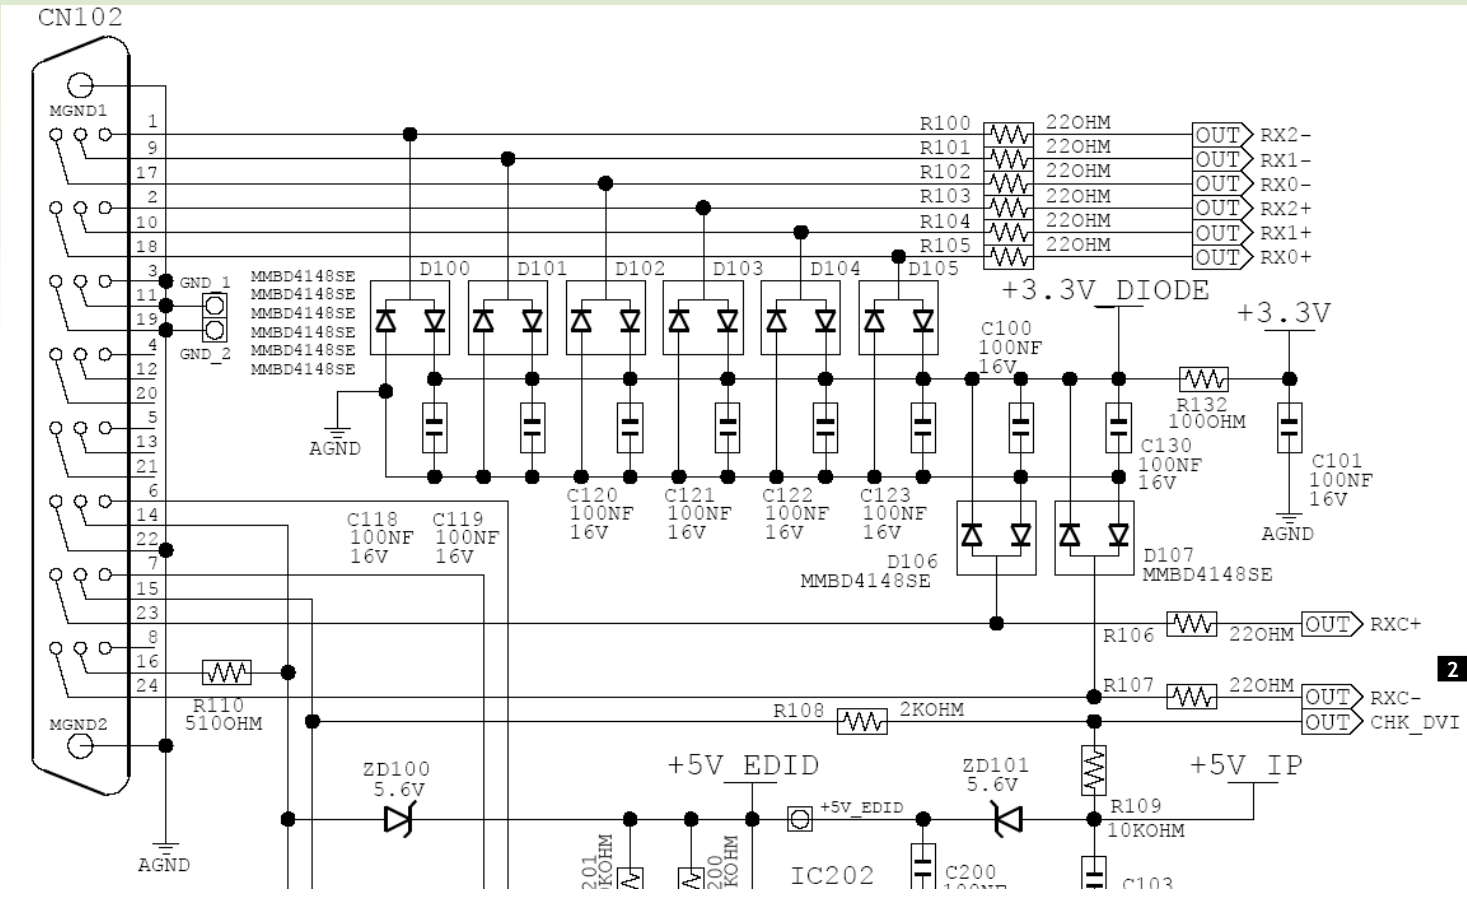 CN102
MGND1
1
9
17
2
10
18
3
11
19
4
12
20
5
13
21
6
14
22
7
15
23
8
16
24
MGND2
R100 22OHM OUT RX2-
R101 22OHM OUT RX1-
R102 22OHM OUT RX0-
R103 22OHM OUT RX2+
R104 22OHM OUT RX1+
R105 22OHM OUT RX0+
GND_1
GND_2
MMBD4148SE
MMBD4148SE
MMBD4148SE
MMBD4148SE
MMBD4148SE
MMBD4148SE
D100 D101 D102 D103 D104 D105
+3.3V_DIODE
+3.3V
C100
100NF
16V
R132
100OHM
AGND
C130
100NF
16V
C101
100NF
16V
AGND
C118
100NF
16V
C119
100NF
16V
C120
100NF
16V
C121
100NF
16V
C122
100NF
16V
C123
100NF
16V
D106
MMBD4148SE
D107
MMBD4148SE
R106 22OHM OUT RXC+
2
R107 22OHM OUT RXC-
R110
510OHM
R108 2KOHM OUT CHK_DVI
ZD100
5.6V
+5V_EDID
ZD101
5.6V
+5V_IP
+5V_EDID
R109
10KOHM
AGND
201
KOHM
200
KOHM
IC202
C200
100NF
C103